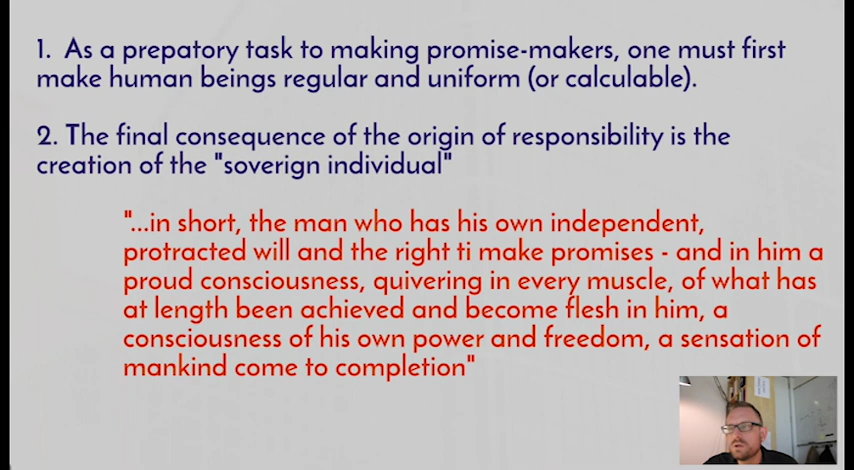 1. As a prepatory task to making promise-makers, one must first
make human beings regular and uniform (or calculable).
2. The final consequence of the origin of responsibility is the
creation of the "soverign individual"
"...in short, the man who has his own independent,
protracted will and the right ti make promises - and in him a
proud consciousness, quivering in every muscle, of what has
at length been achieved and become flesh in him, a
consciousness of his own power and freedom, a sensation of
mankind come to completion"